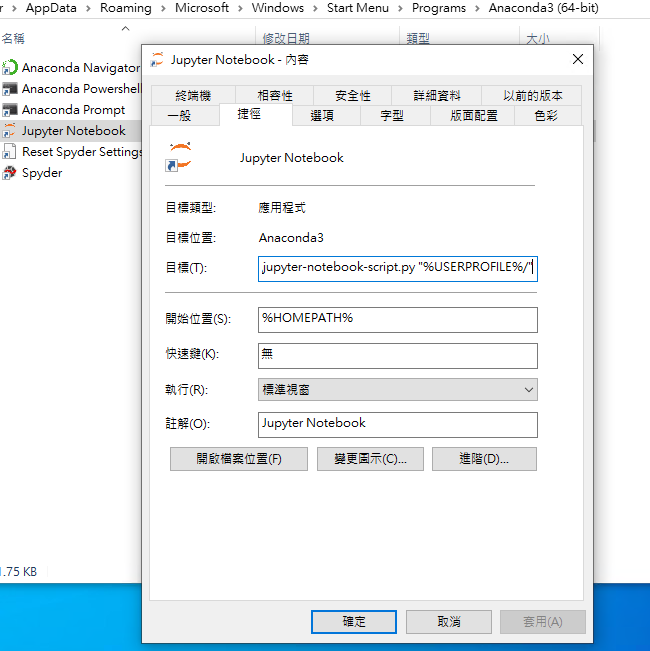 r › AppData › Roaming › Microsoft › Windows › Start Menu › Programs › Anaconda3 (64-bit)
名稱 修改日期 類型 大小
Anaconda Navigator
Anaconda Powershell
Anaconda Prompt
Jupyter Notebook
Reset Spyder Settings
Spyder
1.75 KB
Jupyter Notebook - 內容
終端機 相容性 安全性 詳細資料 以前的版本
一般 捷徑 選項 字型 版面配置 色彩
Jupyter Notebook
目標類型: 應用程式
目標位置: Anaconda3
目標(T): jupyter-notebook-script.py "%USERPROFILE%/"
開始位置(S): %HOMEPATH%
快速鍵(K): 無
執行(R): 標準視窗
註解(O): Jupyter Notebook
開啟檔案位置(F) 變更圖示(C)... 進階(D)...
確定 取消 套用(A)